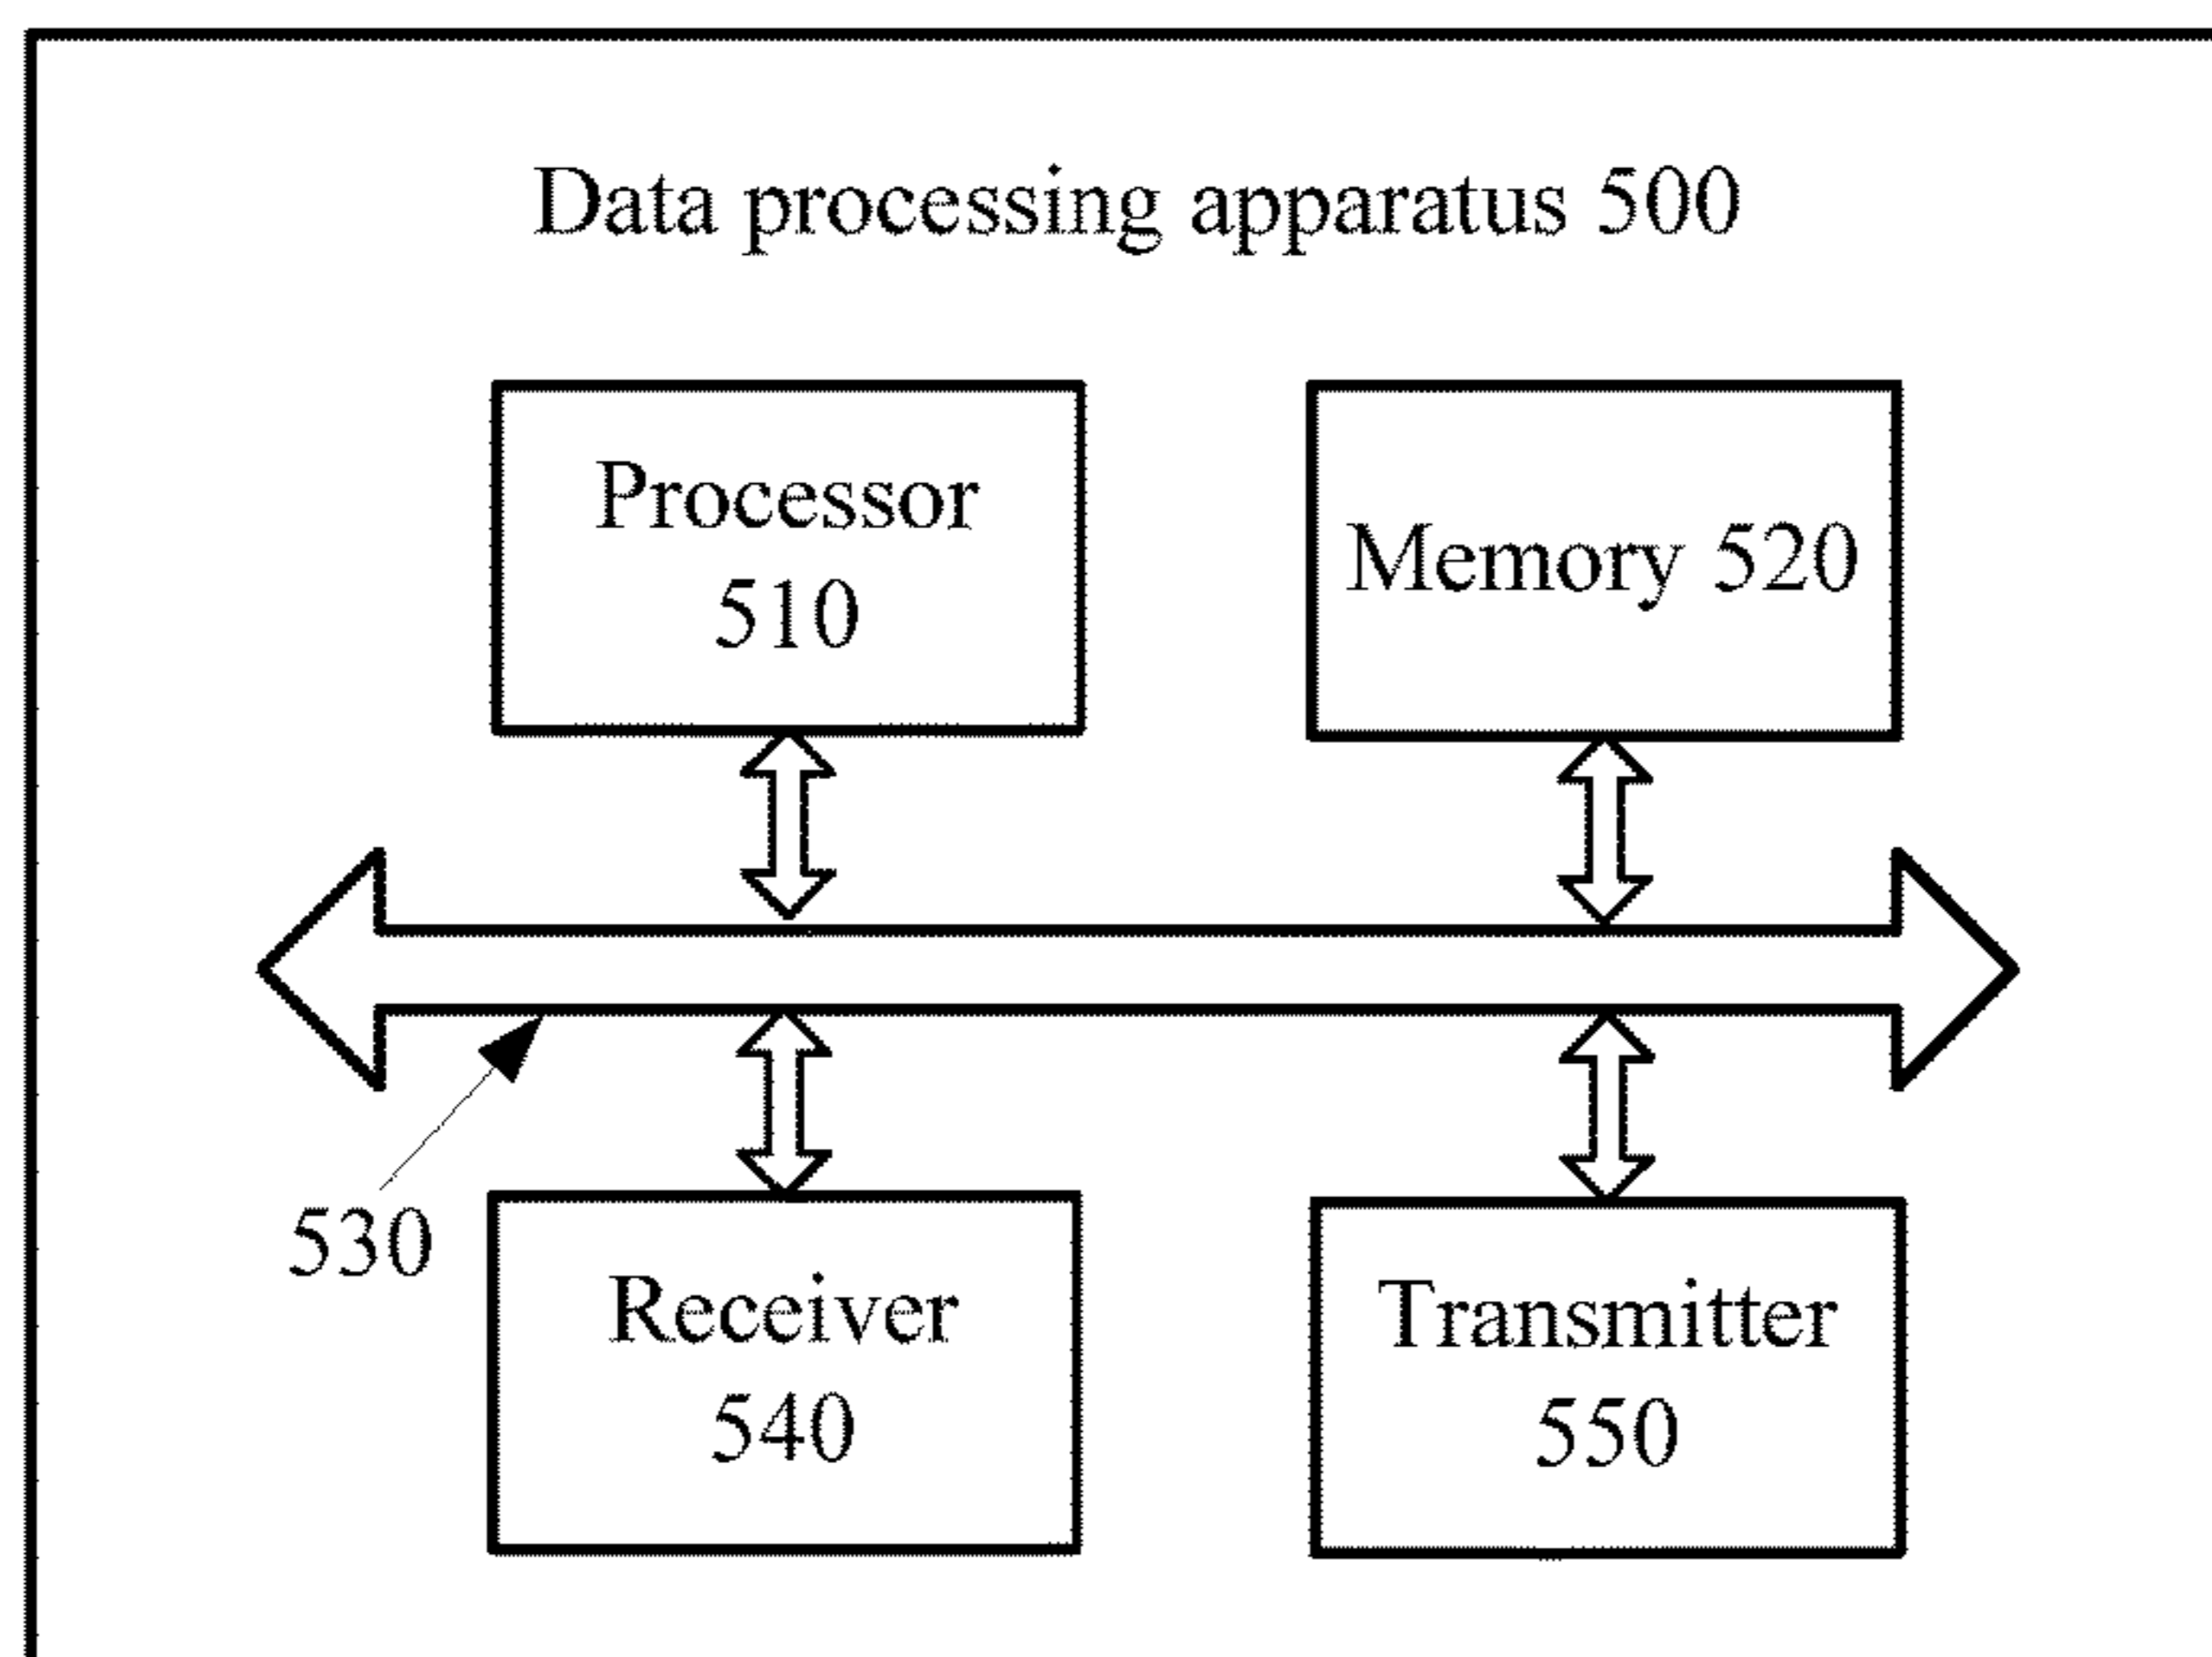 Data processing apparatus 500
Processor
510
Memory 520
530
Receiver
540
Transmitter
550